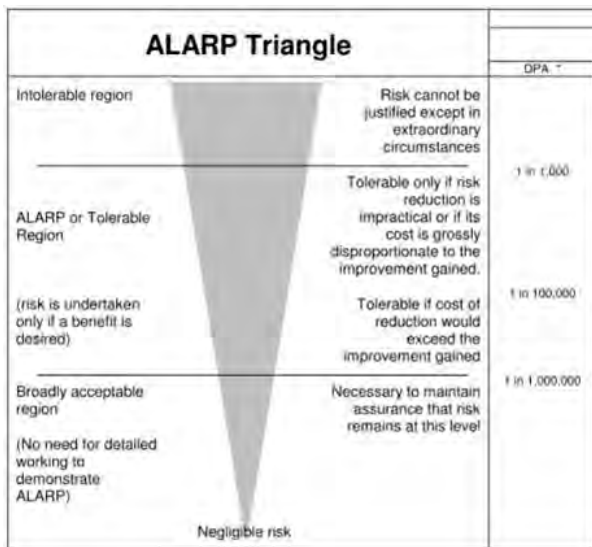 ALARP Triangle
DPA
Intolerable region
Risk cannot be
justified except in
extraordinary
circumstances
1 in 1,000
ALARP or Tolerable
Region
Tolerable only if risk
reduction is
impractical or if its
cost is grossly
disproportionate to the
improvement gained.
1 in 100,000
(risk is undertaken
only if a benefit is
desired)
Tolerable if cost of
reduction would
exceed the
improvement gained
1 in 1,000,000
Broadly acceptable
region
Necessary to maintain
assurance that risk
remains at this level
(No need for detailed
working to
demonstrate
ALARP)
Negligible risk